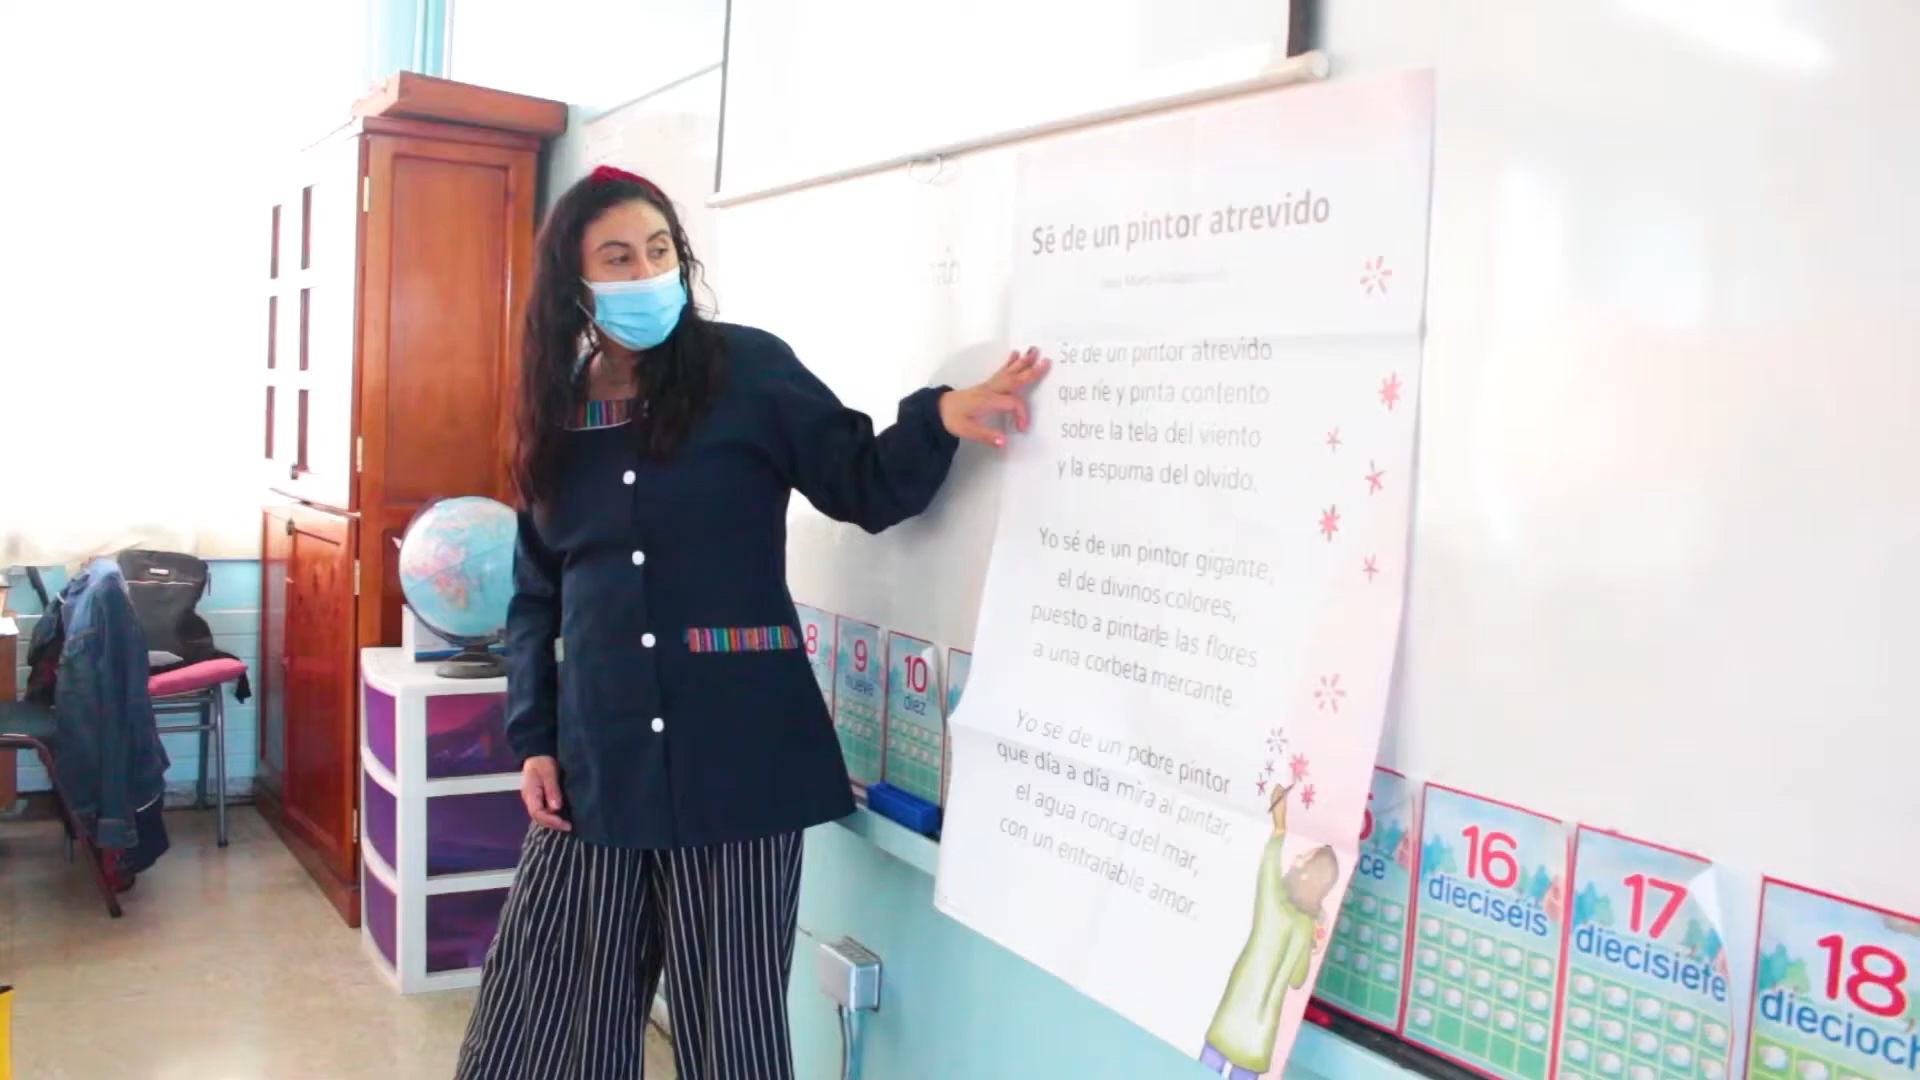 Sé de un pintor atrevido
Sé de un pintor atrevido
que ríe y pinta contento
sobre la tela del viento
y la espuma del olvido.
Yo sé de un pintor gigante,
el de divinos colores,
puesto a pintarle las flores
a una corbeta mercante.
Yo sé de un pobre pintor
que día a día mira al pintar,
el agua ronca del mar,
con un entrañable amor.
8
9
nueve
10
diez
16
dieciséis
17
diecisiete
18